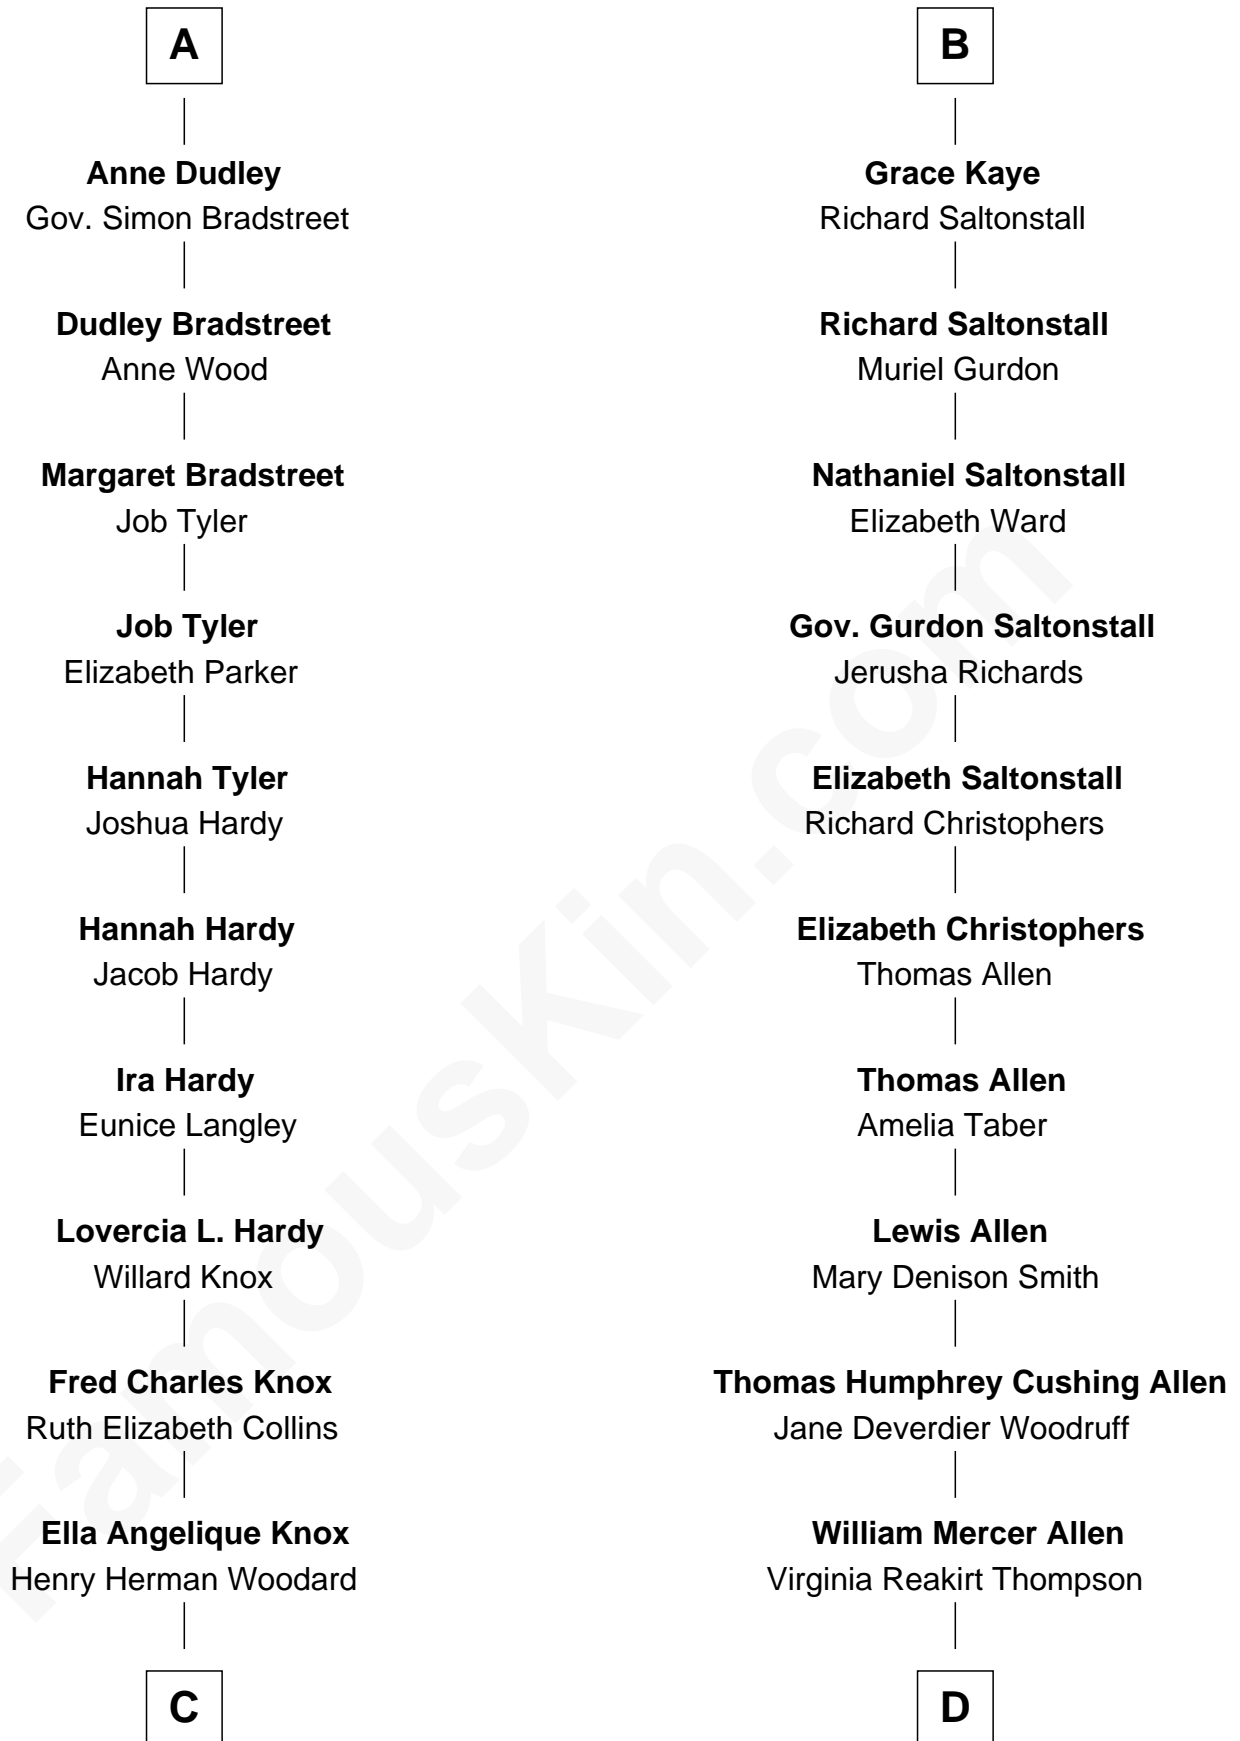 A
Anne Dudley
Gov. Simon Bradstreet
Dudley Bradstreet
Anne Wood
Margaret Bradstreet
Job Tyler
Job Tyler
Elizabeth Parker
Hannah Tyler
Joshua Hardy
Hannah Hardy
Jacob Hardy
Ira Hardy
Eunice Langley
Lovercia L. Hardy
Willard Knox
Fred Charles Knox
Ruth Elizabeth Collins
Ella Angelique Knox
Henry Herman Woodard
C
B
Grace Kaye
Richard Saltonstall
Richard Saltonstall
Muriel Gurdon
Nathaniel Saltonstall
Elizabeth Ward
Gov. Gurdon Saltonstall
Jerusha Richards
Elizabeth Saltonstall
Richard Christophers
Elizabeth Christophers
Thomas Allen
Thomas Allen
Amelia Taber
Lewis Allen
Mary Denison Smith
Thomas Humphrey Cushing Allen
Jane Deverdier Woodruff
William Mercer Allen
Virginia Reakirt Thompson
D
FamousKin.com